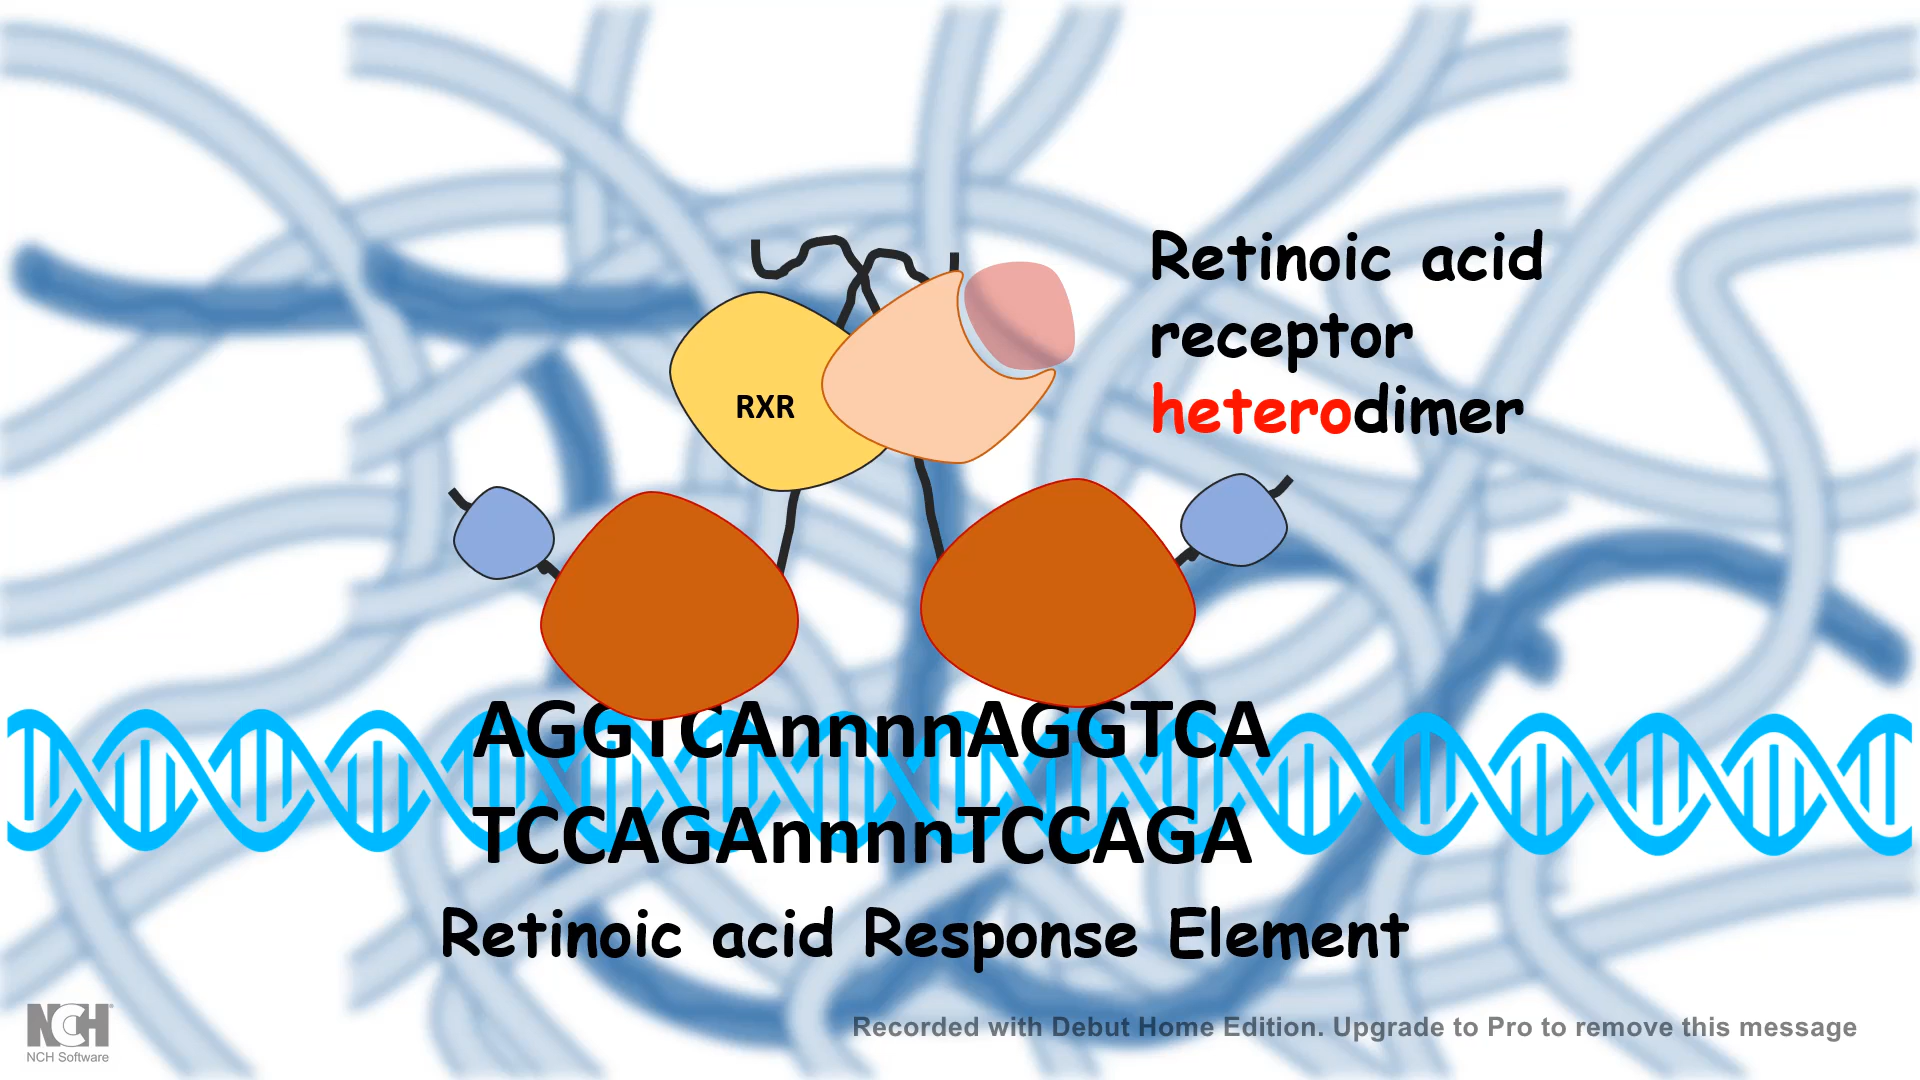 Retinoic acid
receptor
heterodimer
RXR
AGGTCAnnnnAGGTCA
TCCAGAnnnnTCCAGA
Retinoic acid Response Element
NCH
NCH Software
Recorded with Debut Home Edition. Upgrade to Pro to remove this message